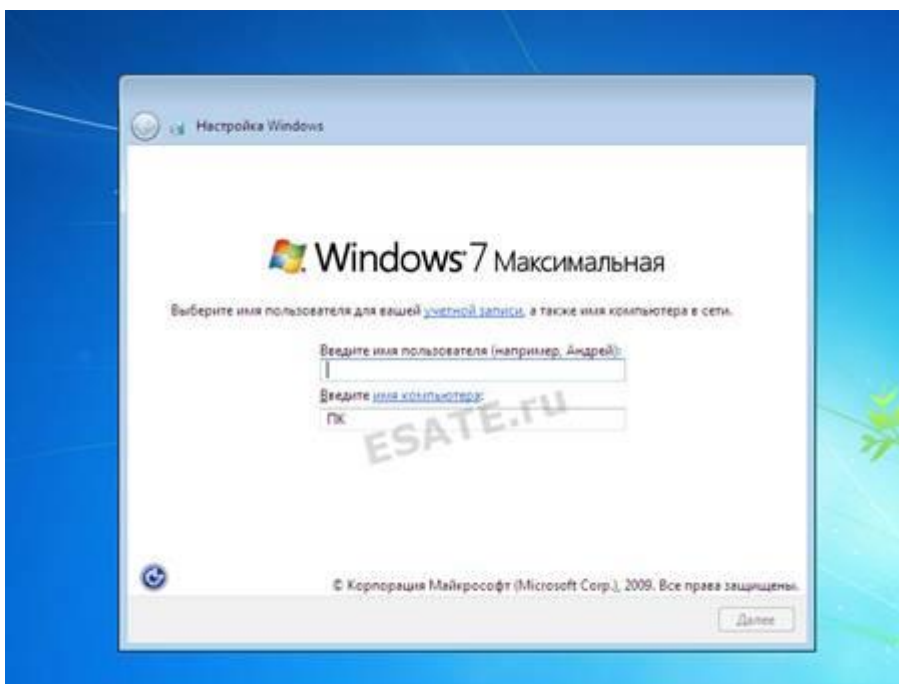 Настройка Windows
Windows 7 Максимальная
Выберите имя пользователя для вашей учетной записи, а также имя компьютера в сети.
Введите имя пользователя (например, Андрей):
Введите имя компьютера:
ПК
ESATE.ru
© Корпорация Майкрософт (Microsoft Corp.), 2009. Все права защищены.
Далее